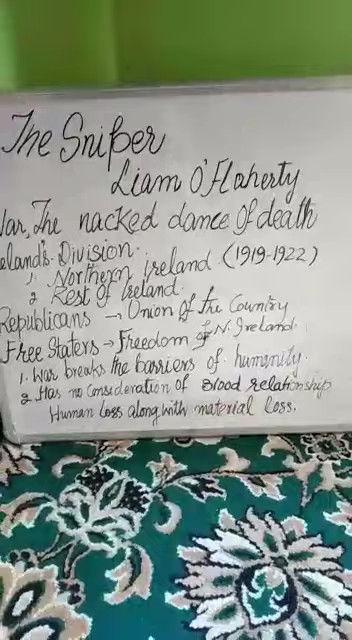 The Sniper
Liam O'Flaherty
War, The nacked dance of death
eland's Division.
1. Northern ireland (1919-1922)
2 Rest of Ireland.
Republicans → Union of the Country
Free Staters → Freedom of N. Ireland.
1. War breaks the barriers of humanity.
2 Has no consideration of Blood relationship
Human Loss along with material loss.